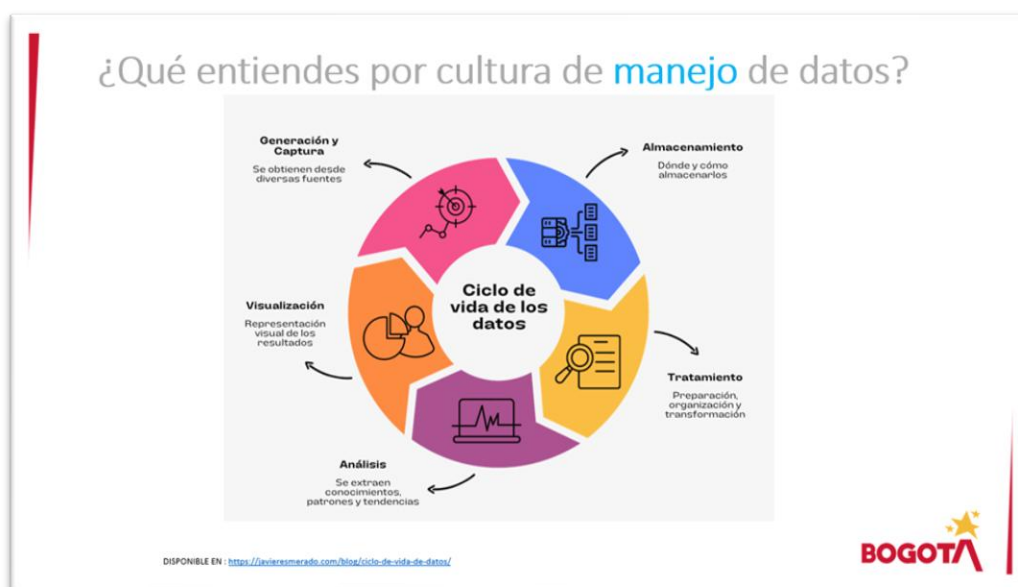 ¿Qué entiendes por cultura de manejo de datos?
Generación y
Captura
Se obtienen desde
diversas fuentes
Almacenamiento
Dónde y cómo
almacenarlos
Ciclo de
vida de los
datos
Visualización
Representación
visual de los
resultados
Tratamiento
Preparación,
organización y
transformación
Análisis
Se extraen
conocimientos,
patrones y tendencias
DISPONIBLE EN : https://javieresmerado.com/blog/ciclo-de-vida-de-datos/
BOGOTA